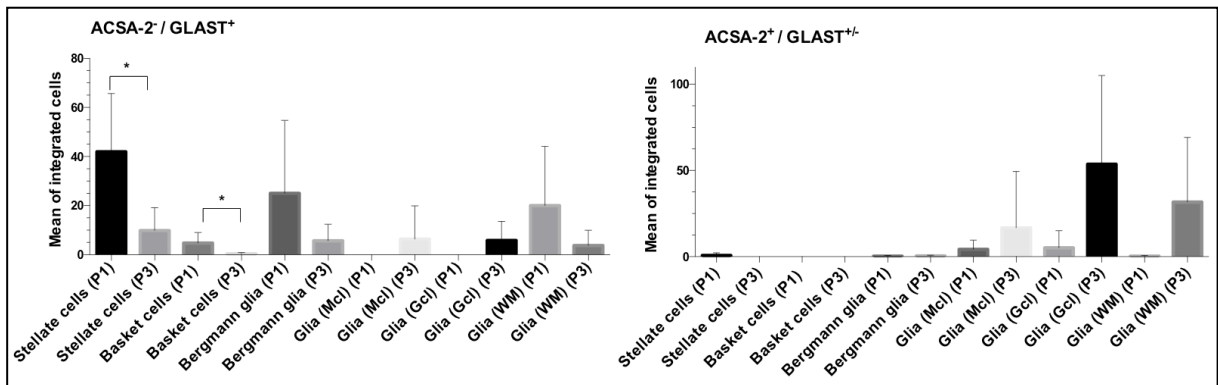 ACSA-2⁻ / GLAST⁺
Mean of integrated cells
80
60
40
20
0
*
*
Stellate cells (P1)
Stellate cells (P3)
Basket cells (P1)
Basket cells (P3)
Bergmann glia (P1)
Bergmann glia (P3)
Glia (Mcl) (P1)
Glia (Mcl) (P3)
Glia (Gcl) (P1)
Glia (Gcl) (P3)
Glia (WM) (P1)
Glia (WM) (P3)
ACSA-2⁺ / GLAST⁺/⁻
Mean of integrated cells
100
50
0
Stellate cells (P1)
Stellate cells (P3)
Basket cells (P1)
Basket cells (P3)
Bergmann glia (P1)
Bergmann glia (P3)
Glia (Mcl) (P1)
Glia (Mcl) (P3)
Glia (Gcl) (P1)
Glia (Gcl) (P3)
Glia (WM) (P1)
Glia (WM) (P3)